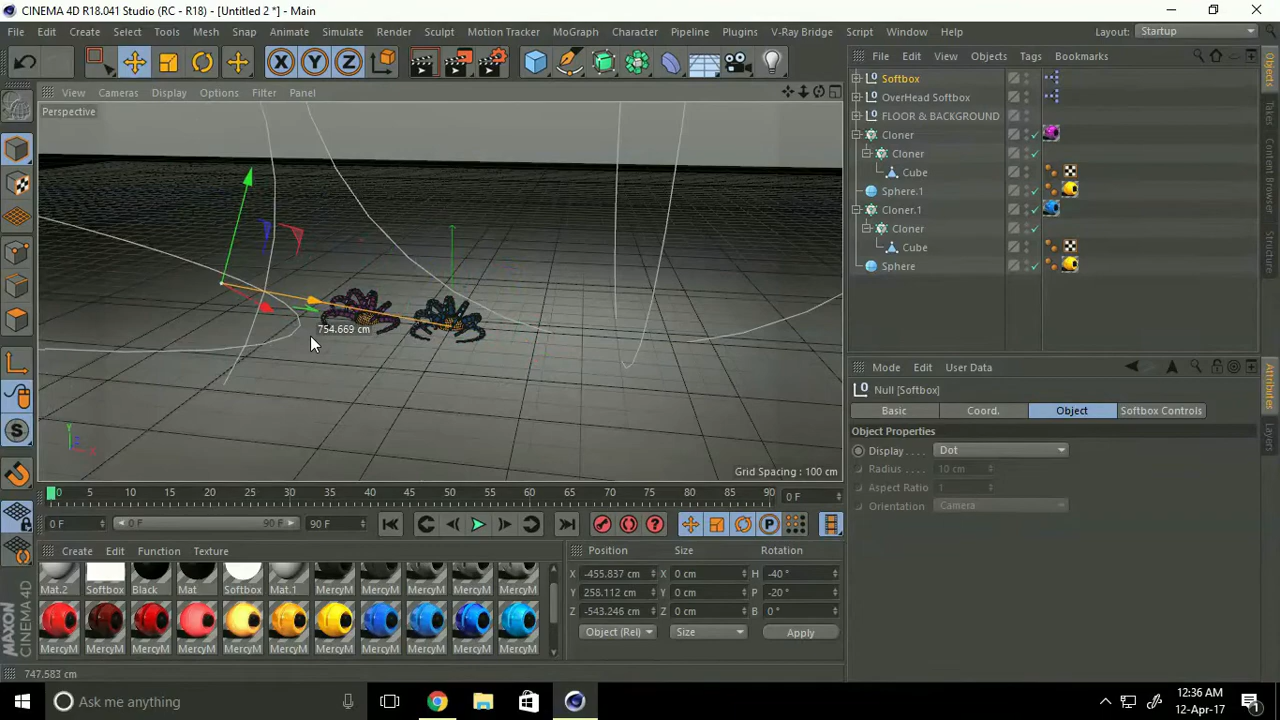 CINEMA 4D R18.041 Studio (RC - R18) - [Untitled 2 *] - Main
File Edit Create Select Tools Mesh Snap Animate Simulate Render Sculpt Motion Tracker MoGraph Character Pipeline Plugins V-Ray Bridge Script Window Help Layout: Startup
X Y Z
File Edit View Objects Tags Bookmarks
View Cameras Display Options Filter Panel
Perspective
Softbox
OverHead Softbox
FLOOR & BACKGROUND
Cloner
Cloner
Cube
Sphere.1
Cloner.1
Cloner
Cube
Sphere
Objects
Takes
Content Browser
Structure
754.669 cm
Y
Z
X
Grid Spacing : 100 cm
Mode Edit User Data
Null [Softbox]
Basic Coord. Object Softbox Controls
Object Properties
Display . . . . Dot
Radius . . . . 10 cm
Aspect Ratio 1
Orientation Camera
Attributes
Layers
0 5 10 15 20 25 30 35 40 45 50 55 60 65 70 75 80 85 90 0 F
0 F 0 F 90 F 90 F
Create Edit Function Texture
Mat.2 Softbox Black Mat Softbox Mat.1 MercyM MercyM MercyM MercyM MercyM
MercyM MercyM MercyM MercyM MercyM MercyM MercyM MercyM MercyM MercyM MercyM
Position Size Rotation
X -455.837 cm X 0 cm H -40 °
Y 258.112 cm Y 0 cm P -20 °
Z -543.246 cm Z 0 cm B 0 °
Object (Rel) Size Apply
MAXON
CINEMA 4D
747.583 cm
Ask me anything
12:36 AM
12-Apr-17
1